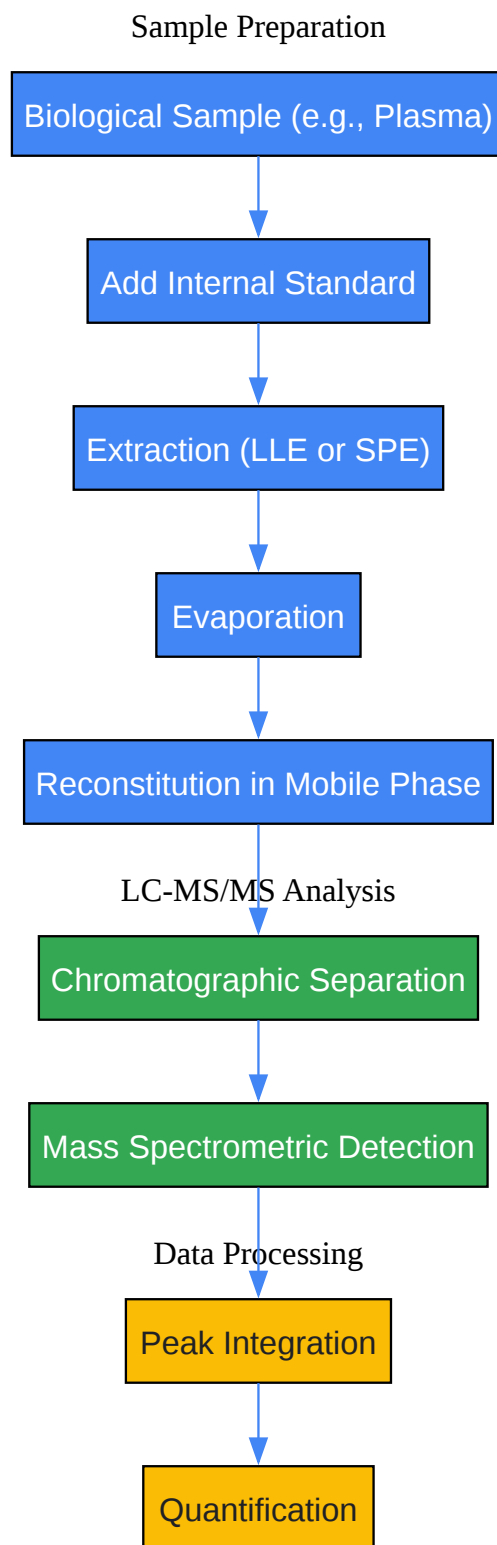 Sample Preparation
Biological Sample (e.g., Plasma)
Add Internal Standard
Extraction (LLE or SPE)
Evaporation
Reconstitution in Mobile Phase
LC-MS/MS Analysis
Chromatographic Separation
Mass Spectrometric Detection
Data Processing
Peak Integration
Quantification